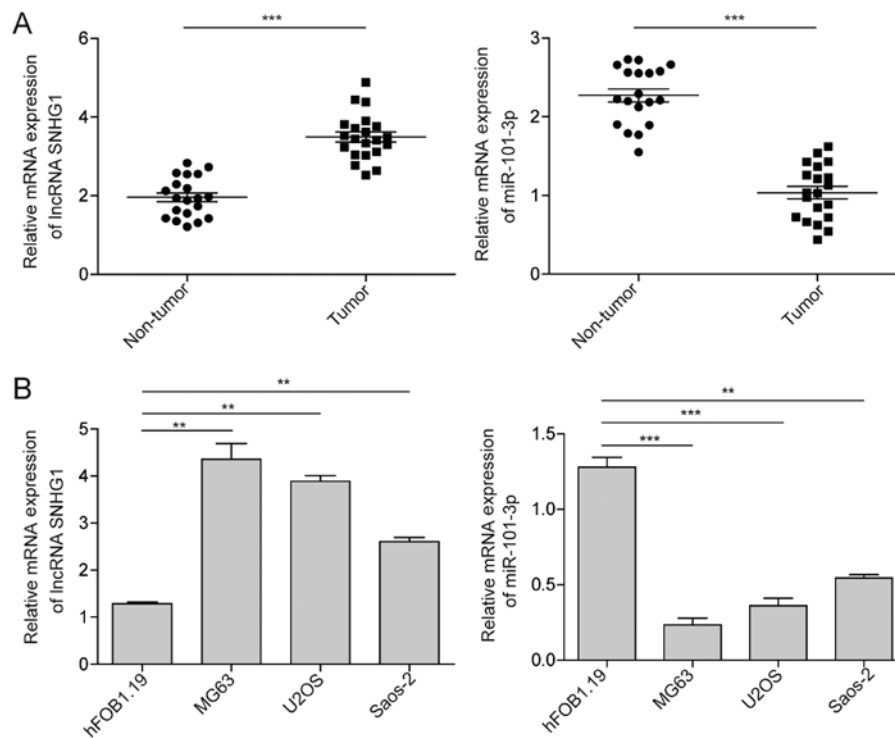 A
***
Relative mRNA expression
of lncRNA SNHG1
6
4
2
0
Non-tumor
Tumor
***
Relative mRNA expression
of miR-101-3p
3
2
1
0
Non-tumor
Tumor
B
**
**
**
Relative mRNA expression
of lncRNA SNHG1
5
4
3
2
1
0
hFOB1.19
MG63
U2OS
Saos-2
**
***
***
Relative mRNA expression
of miR-101-3p
1.5
1.0
0.5
0.0
hFOB1.19
MG63
U2OS
Saos-2